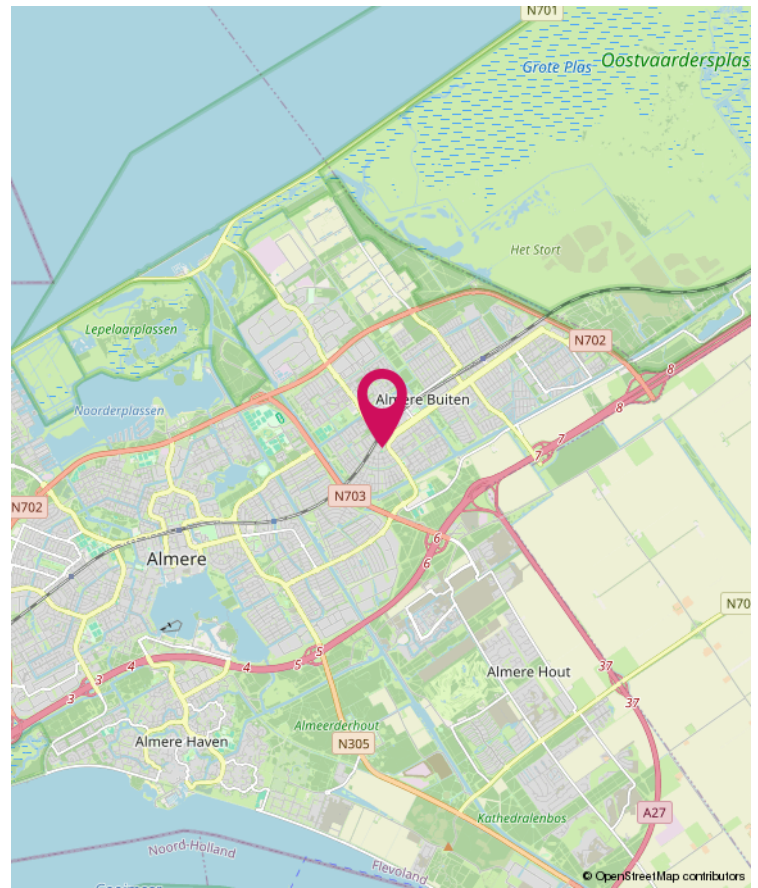 N701
Oostvaardersplas
Grote Plas
Het Stort
Lepelaarplassen
N702
8
8
Noorderplassen
Almere Buiten
7
7
N703
N702
6
6
Almere
N70
5
5
4
4
3
3
37
37
Almere Hout
Almeerderhout
Almere Haven
N305
A27
Kathedralenbos
Noord-Holland
Flevoland
© OpenStreetMap contributors